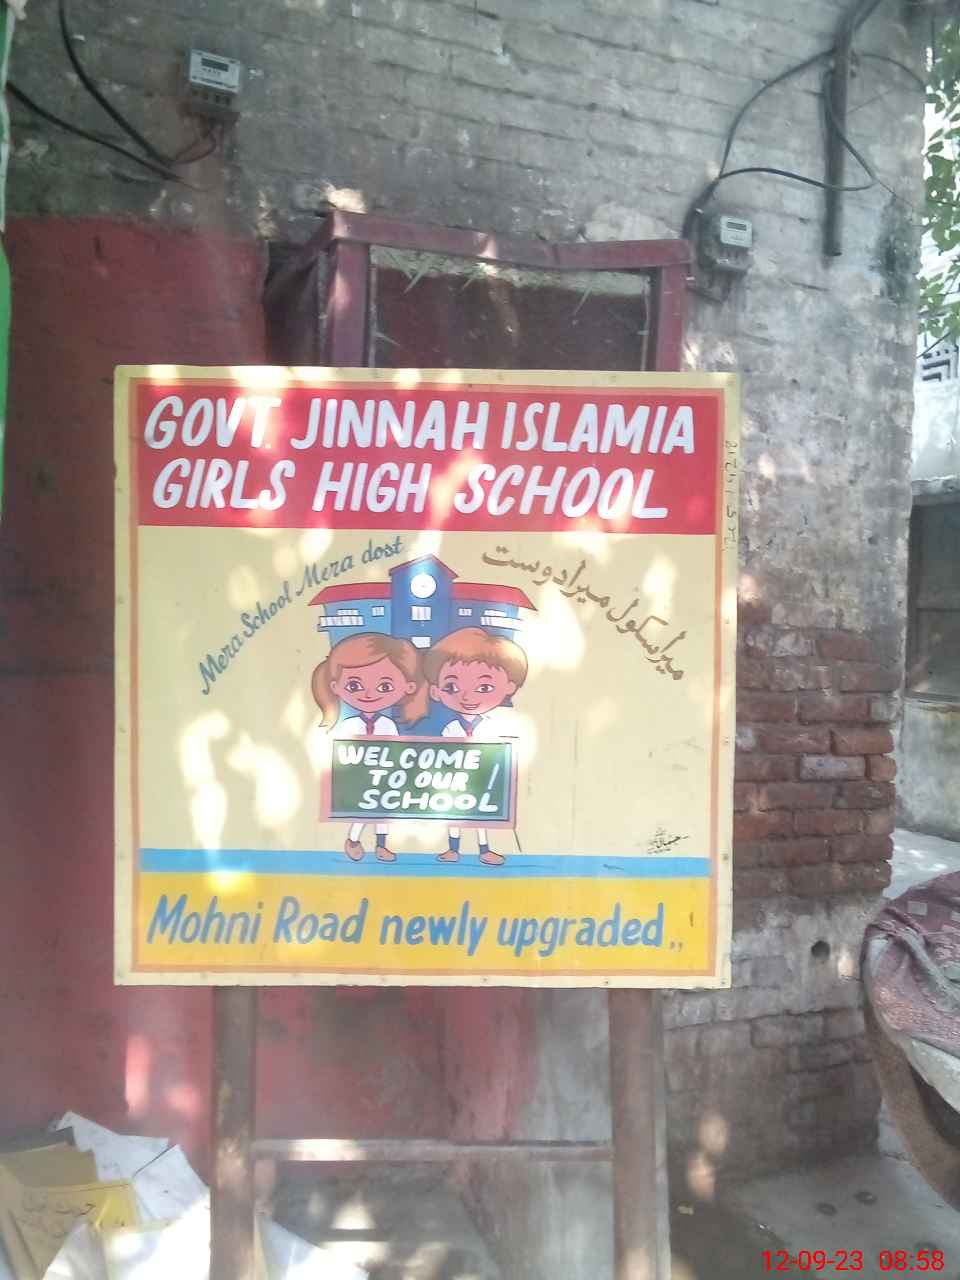 GOVT. JINNAH ISLAMIA
GIRLS HIGH SCHOOL
Mera School Mera dost
میرا سکول میرا دوست
WELCOME
TO OUR
SCHOOL!
Mohni Road newly upgraded,,
12-09-23 08:58